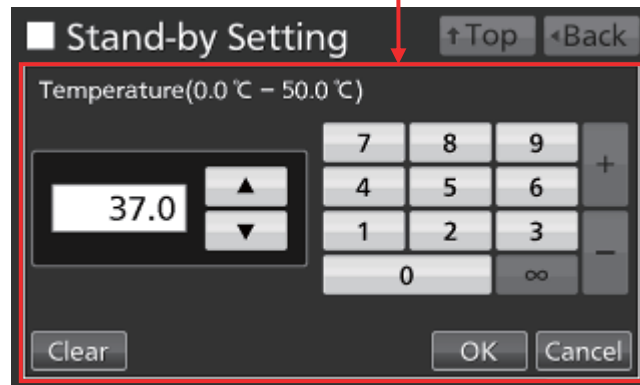 Stand-by Setting ↑Top ◂Back
Temperature(0.0 ℃ – 50.0 ℃)
7 8 9 +
37.0 ▲ 4 5 6
▼ 1 2 3 −
0 ∞
Clear OK Cancel